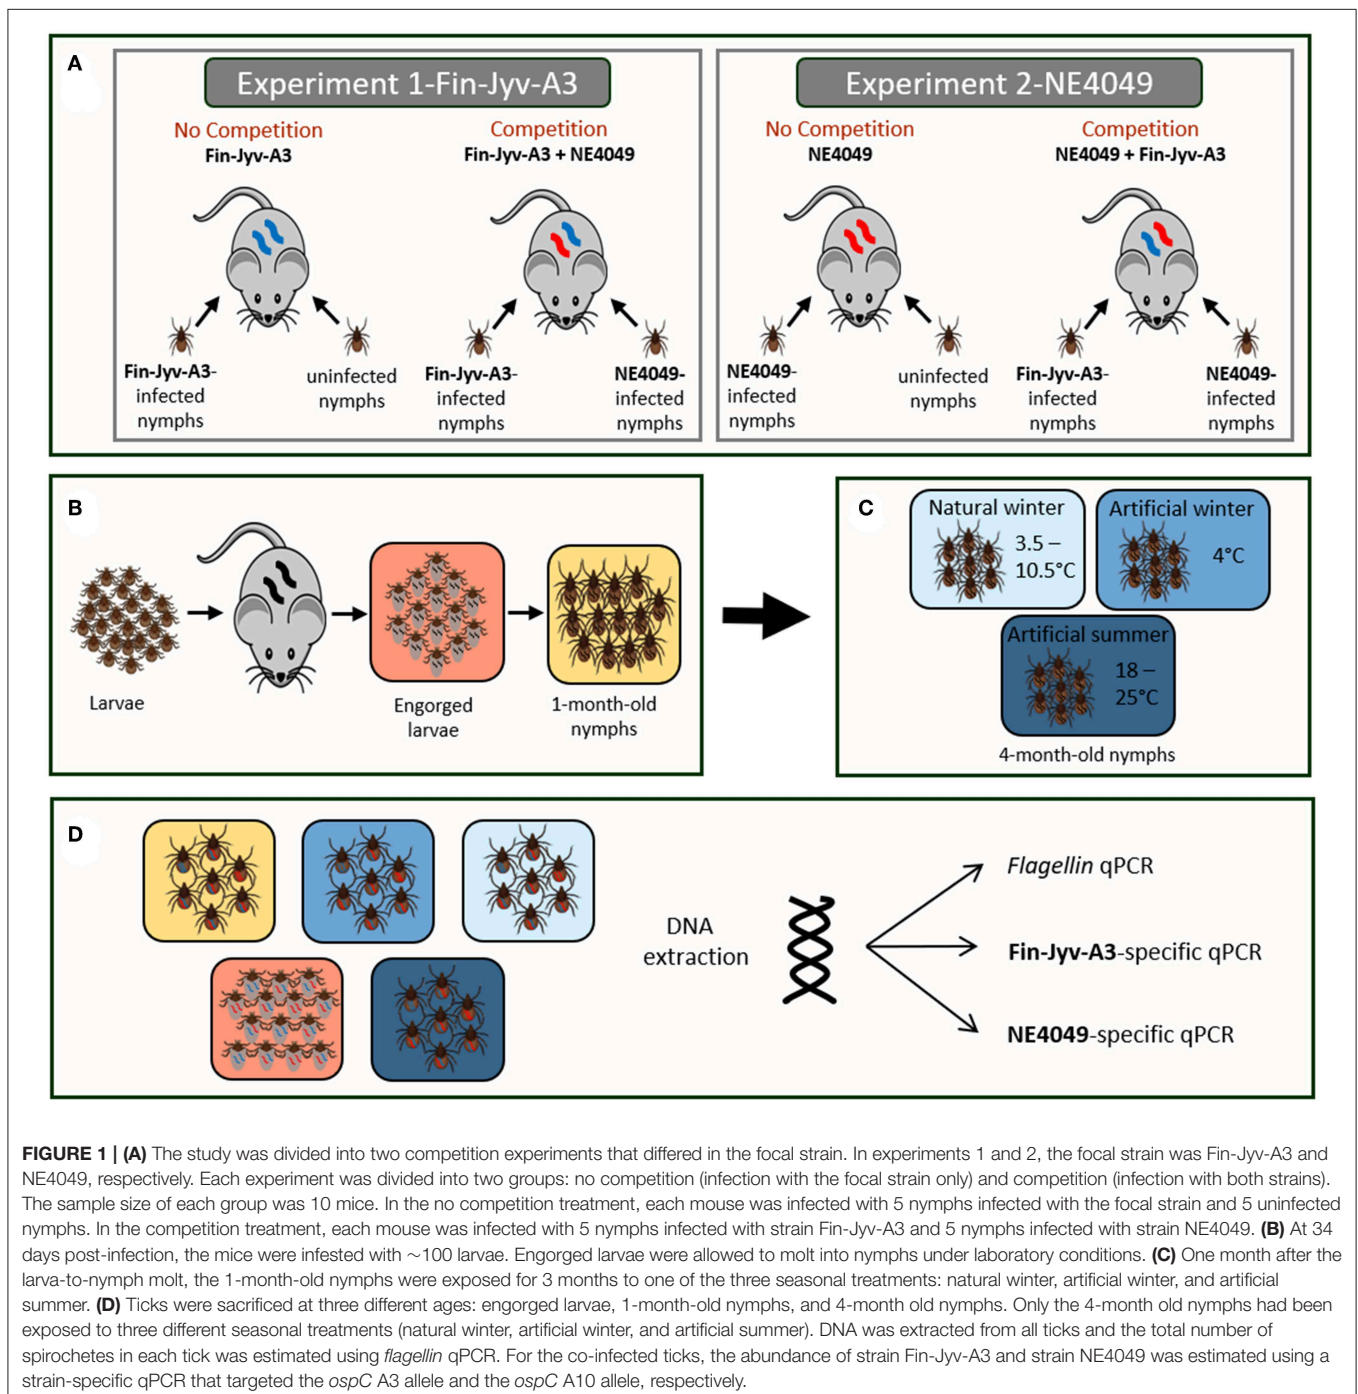 A
Experiment 1-Fin-Jyv-A3
No Competition
Fin-Jyv-A3
Competition
Fin-Jyv-A3 + NE4049
Fin-Jyv-A3-
infected
nymphs
uninfected
nymphs
Fin-Jyv-A3-
infected
nymphs
NE4049-
infected
nymphs
Experiment 2-NE4049
No Competition
NE4049
Competition
NE4049 + Fin-Jyv-A3
NE4049-
infected
nymphs
uninfected
nymphs
Fin-Jyv-A3-
infected
nymphs
NE4049-
infected
nymphs
B
Larvae
Engorged
larvae
1-month-old
nymphs
C
Natural winter
3.5 –
10.5°C
Artificial winter
4°C
Artificial summer
18 –
25°C
4-month-old nymphs
D
DNA
extraction
Flagellin qPCR
Fin-Jyv-A3-specific qPCR
NE4049-specific qPCR
FIGURE 1 | (A) The study was divided into two competition experiments that differed in the focal strain. In experiments 1 and 2, the focal strain was Fin-Jyv-A3 and
NE4049, respectively. Each experiment was divided into two groups: no competition (infection with the focal strain only) and competition (infection with both strains).
The sample size of each group was 10 mice. In the no competition treatment, each mouse was infected with 5 nymphs infected with the focal strain and 5 uninfected
nymphs. In the competition treatment, each mouse was infected with 5 nymphs infected with strain Fin-Jyv-A3 and 5 nymphs infected with strain NE4049. (B) At 34
days post-infection, the mice were infested with ∼100 larvae. Engorged larvae were allowed to molt into nymphs under laboratory conditions. (C) One month after the
larva-to-nymph molt, the 1-month-old nymphs were exposed for 3 months to one of the three seasonal treatments: natural winter, artificial winter, and artificial
summer. (D) Ticks were sacrificed at three different ages: engorged larvae, 1-month-old nymphs, and 4-month old nymphs. Only the 4-month old nymphs had been
exposed to three different seasonal treatments (natural winter, artificial winter, and artificial summer). DNA was extracted from all ticks and the total number of
spirochetes in each tick was estimated using flagellin qPCR. For the co-infected ticks, the abundance of strain Fin-Jyv-A3 and strain NE4049 was estimated using a
strain-specific qPCR that targeted the ospC A3 allele and the ospC A10 allele, respectively.